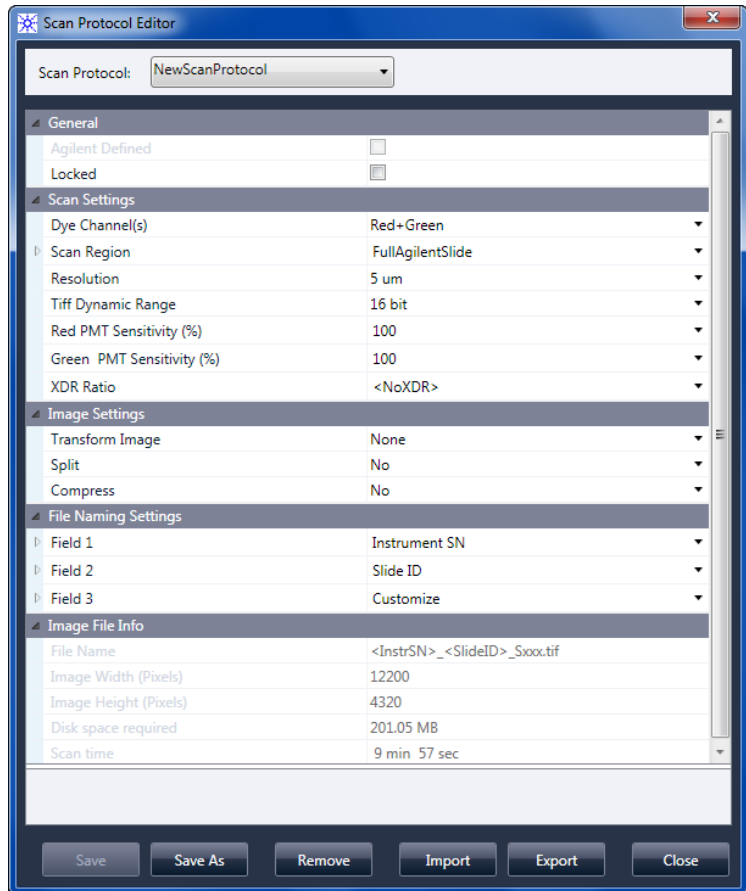 Scan Protocol Editor
Scan Protocol: NewScanProtocol
General
Agilent Defined
Locked
Scan Settings
Dye Channel(s) Red+Green
Scan Region FullAgilentSlide
Resolution 5 um
Tiff Dynamic Range 16 bit
Red PMT Sensitivity (%) 100
Green PMT Sensitivity (%) 100
XDR Ratio <NoXDR>
Image Settings
Transform Image None
Split No
Compress No
File Naming Settings
Field 1 Instrument SN
Field 2 Slide ID
Field 3 Customize
Image File Info
File Name <InstrSN>_<SlideID>_Sxxx.tif
Image Width (Pixels) 12200
Image Height (Pixels) 4320
Disk space required 201.05 MB
Scan time 9 min 57 sec
Save Save As Remove Import Export Close